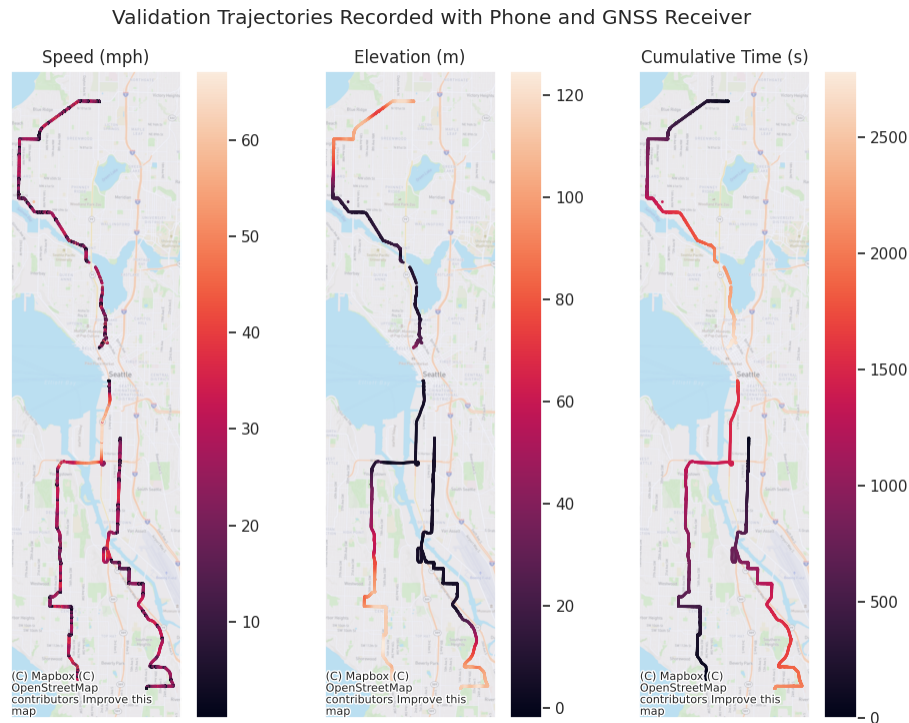 Validation Trajectories Recorded with Phone and GNSS Receiver
Speed (mph)
Elevation (m)
Cumulative Time (s)
60
50
40
30
20
10
120
100
80
60
40
20
0
2500
2000
1500
1000
500
0
Seattle
Seattle
Seattle
(C) Mapbox (C)
OpenStreetMap
contributors Improve this
map
(C) Mapbox (C)
OpenStreetMap
contributors Improve this
map
(C) Mapbox (C)
OpenStreetMap
contributors Improve this
map